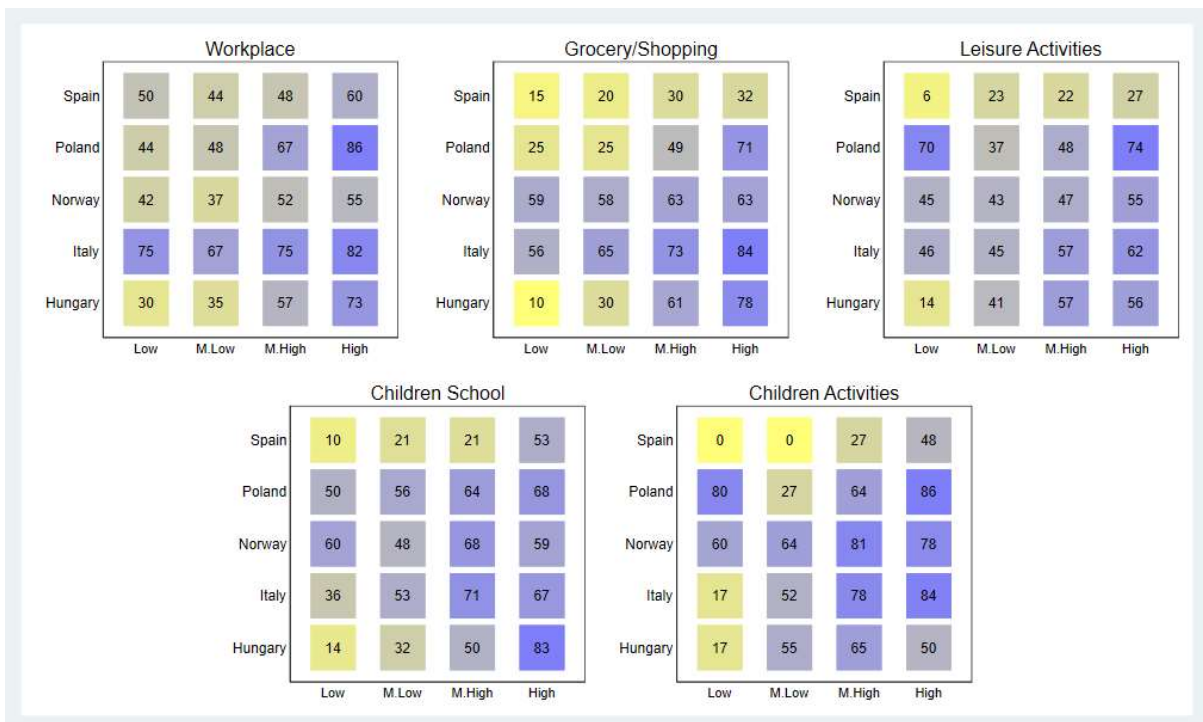 Workplace
Spain 50 44 48 60
Poland 44 48 67 86
Norway 42 37 52 55
Italy 75 67 75 82
Hungary 30 35 57 73
Low M.Low M.High High
Grocery/Shopping
Spain 15 20 30 32
Poland 25 25 49 71
Norway 59 58 63 63
Italy 56 65 73 84
Hungary 10 30 61 78
Low M.Low M.High High
Leisure Activities
Spain 6 23 22 27
Poland 70 37 48 74
Norway 45 43 47 55
Italy 46 45 57 62
Hungary 14 41 57 56
Low M.Low M.High High
Children School
Spain 10 21 21 53
Poland 50 56 64 68
Norway 60 48 68 59
Italy 36 53 71 67
Hungary 14 32 50 83
Low M.Low M.High High
Children Activities
Spain 0 0 27 48
Poland 80 27 64 86
Norway 60 64 81 78
Italy 17 52 78 84
Hungary 17 55 65 50
Low M.Low M.High High